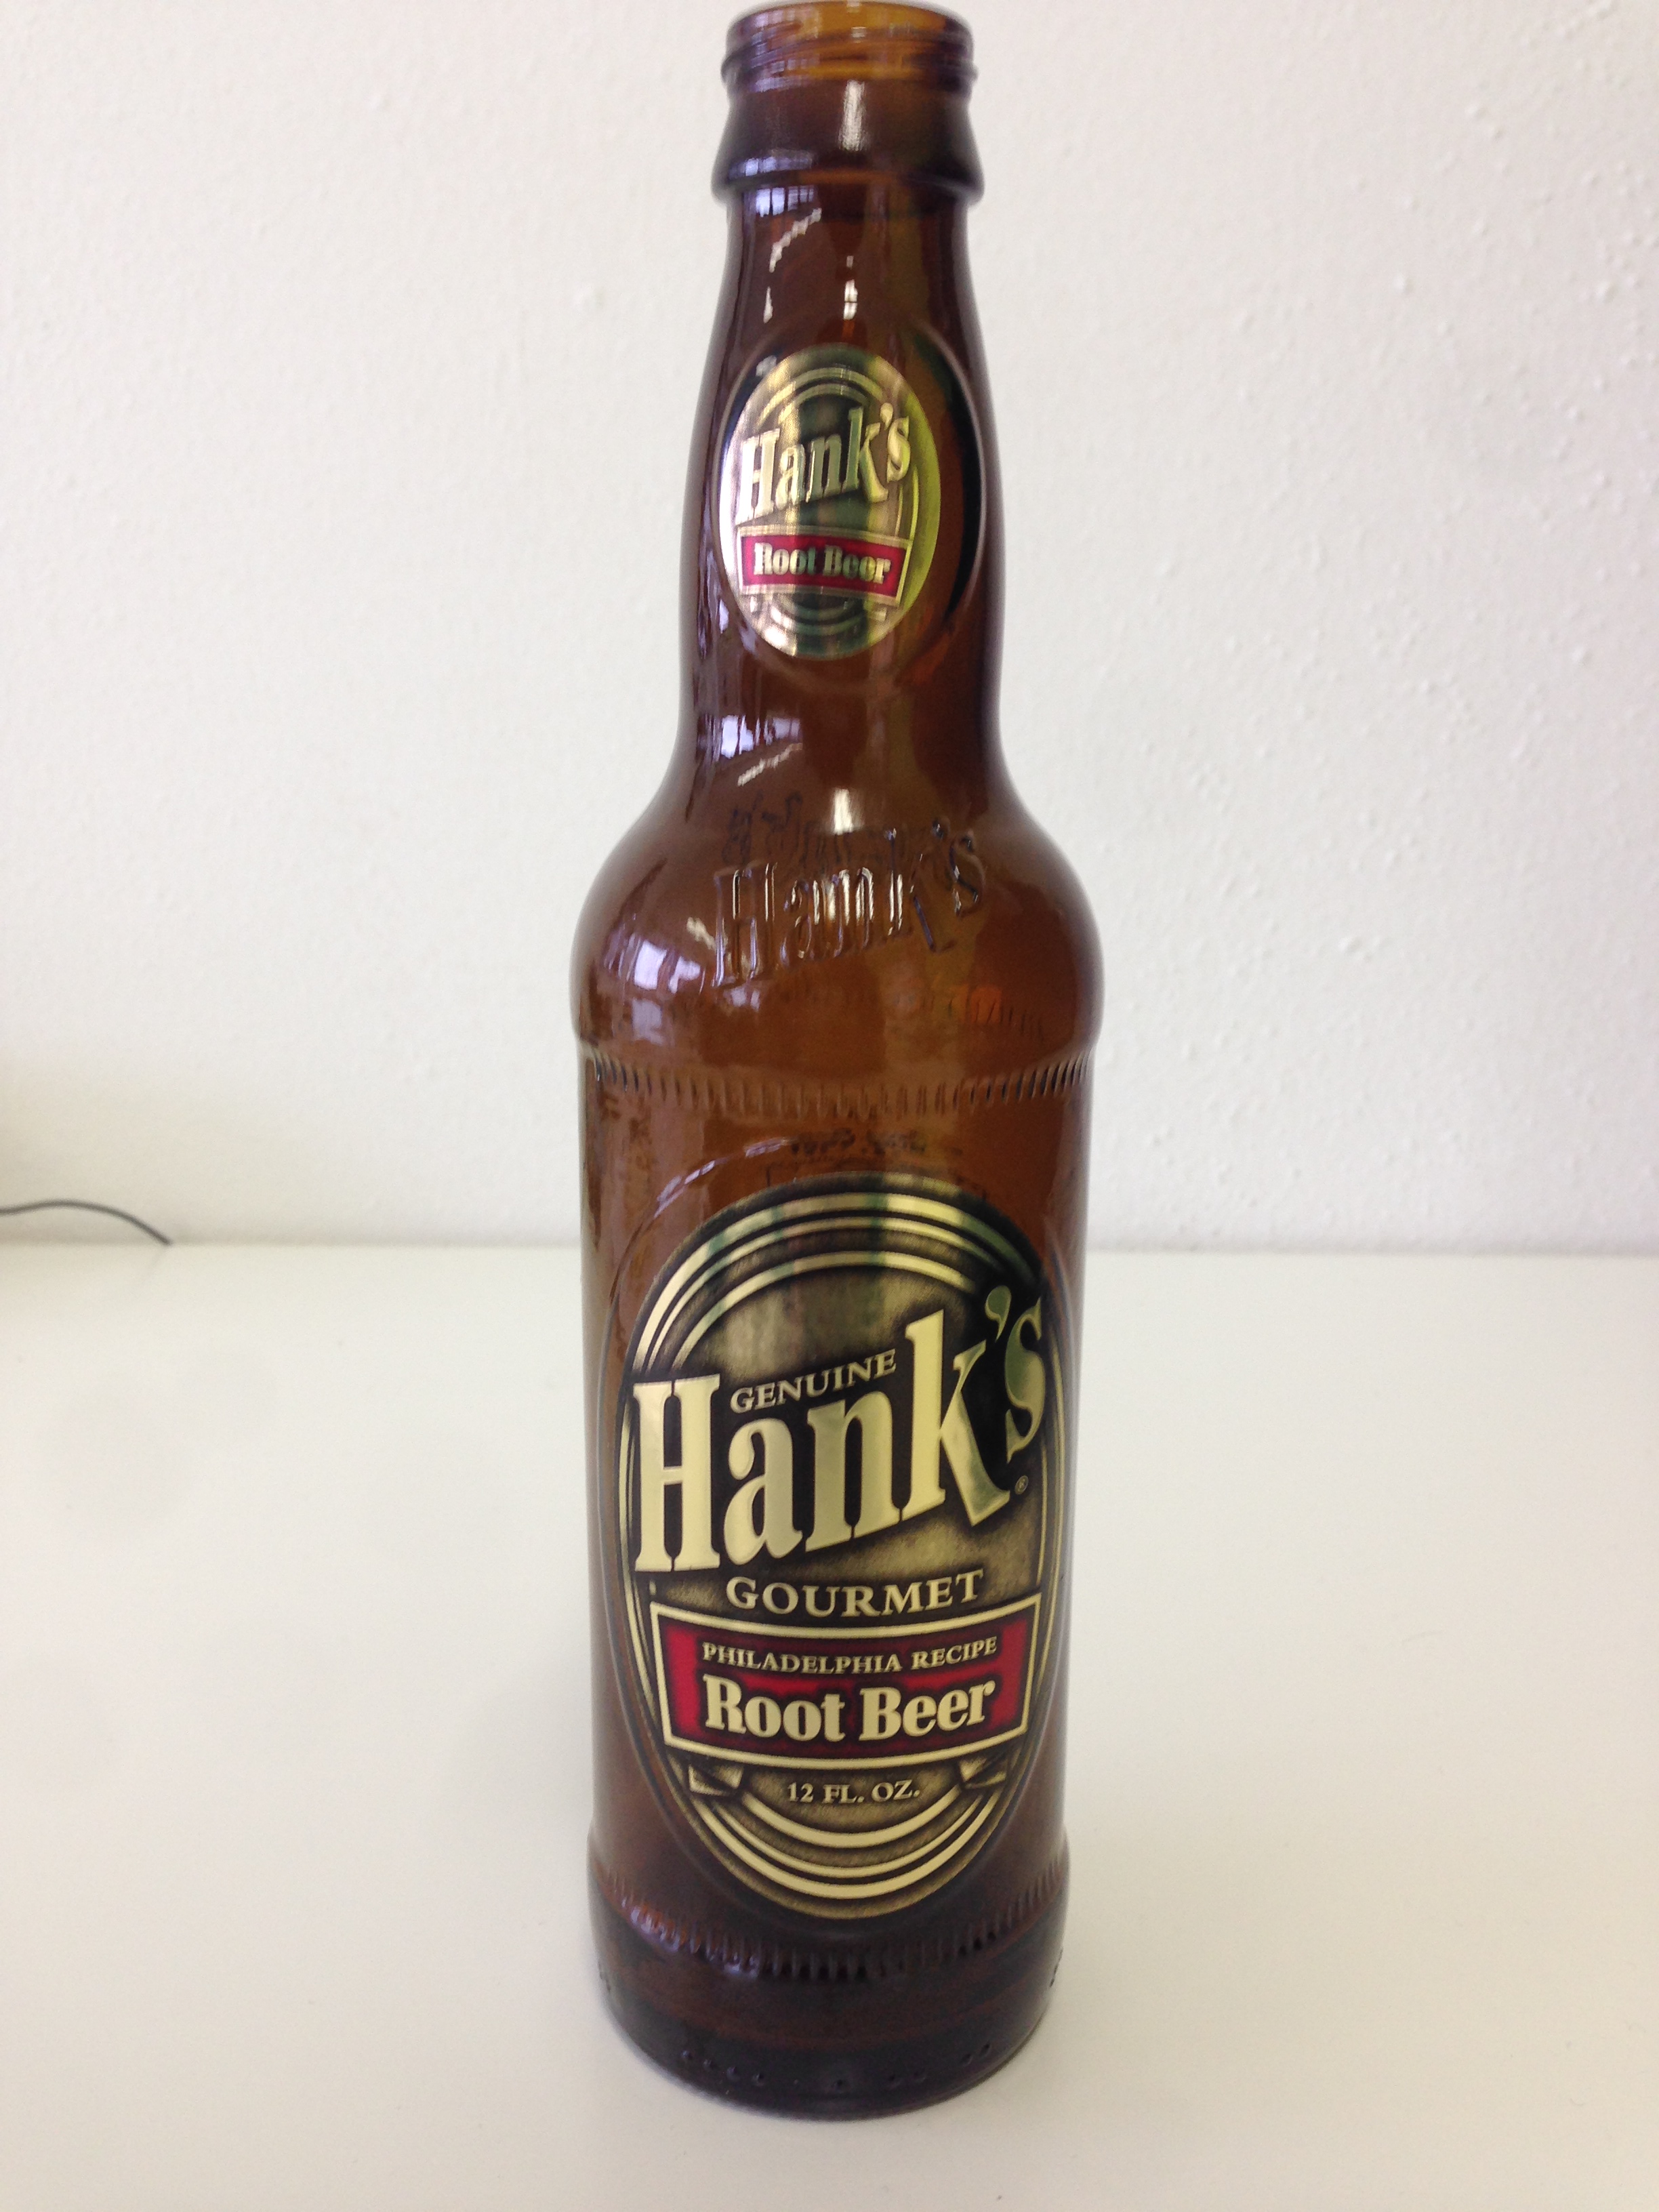 Hank's
Root Beer
Hank's
GENUINE
Hank's®
GOURMET
PHILADELPHIA RECIPE
Root Beer
12 FL. OZ.